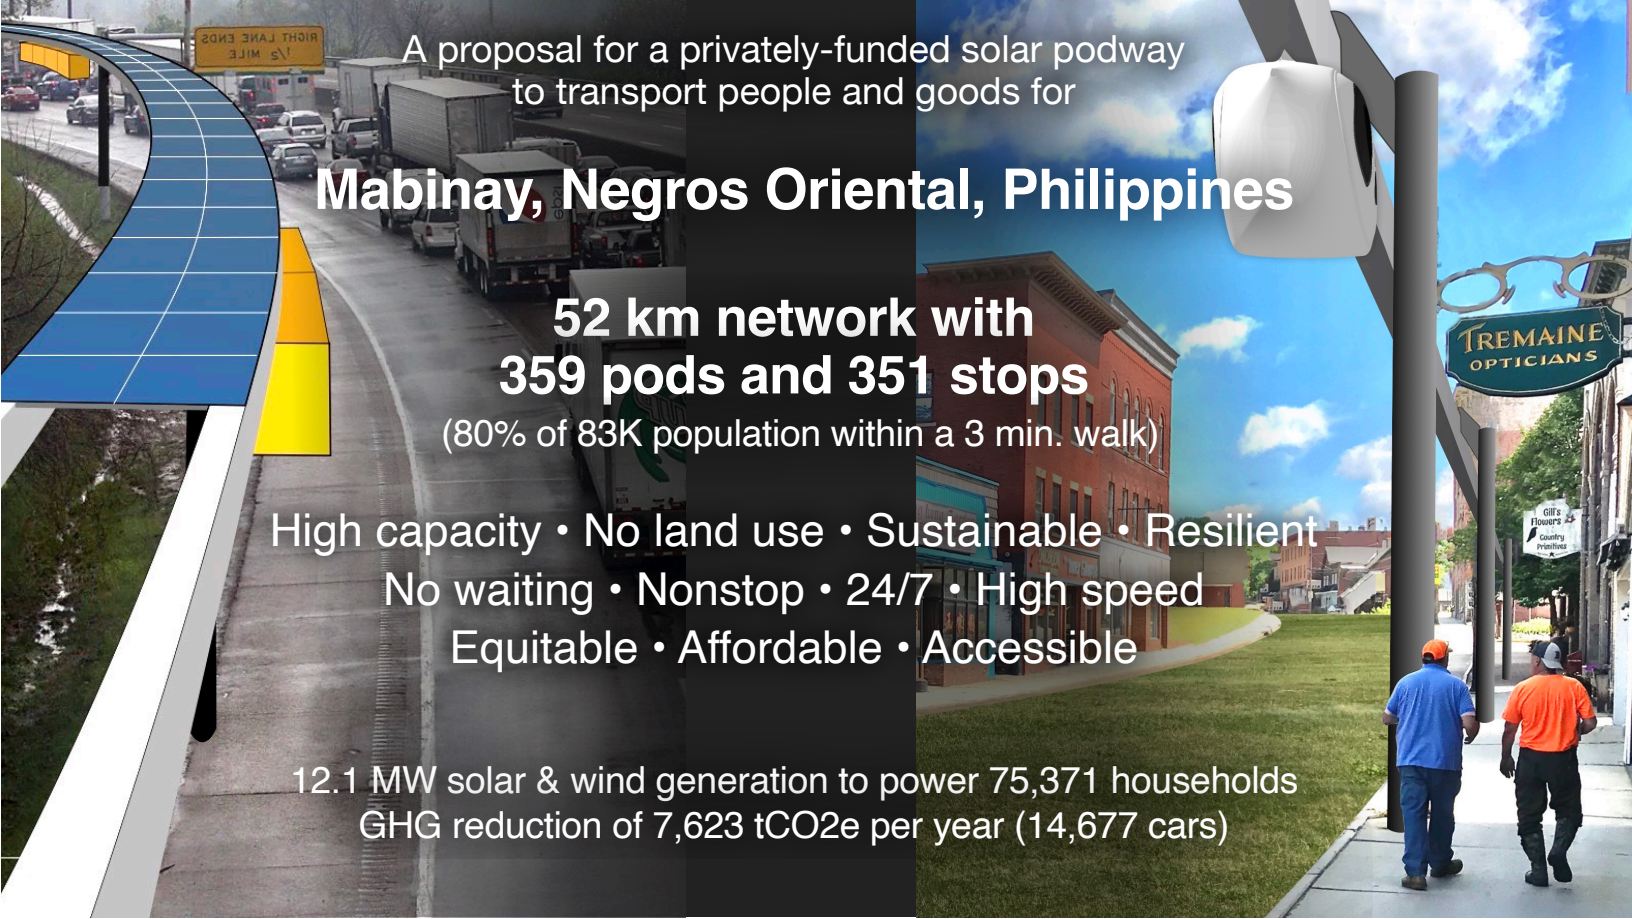 A proposal for a privately-funded solar podway
to transport people and goods for
Mabinay, Negros Oriental, Philippines
52 km network with
359 pods and 351 stops
(80% of 83K population within a 3 min. walk)
High capacity • No land use • Sustainable • Resilient
No waiting • Nonstop • 24/7 • High speed
Equitable • Affordable • Accessible
12.1 MW solar & wind generation to power 75,371 households
GHG reduction of 7,623 tCO2e per year (14,677 cars)
RIGHT LANE ENDS
1/2 MILE
TREMAINE
OPTICIANS
Gill's
Flowers
Country
Primitives